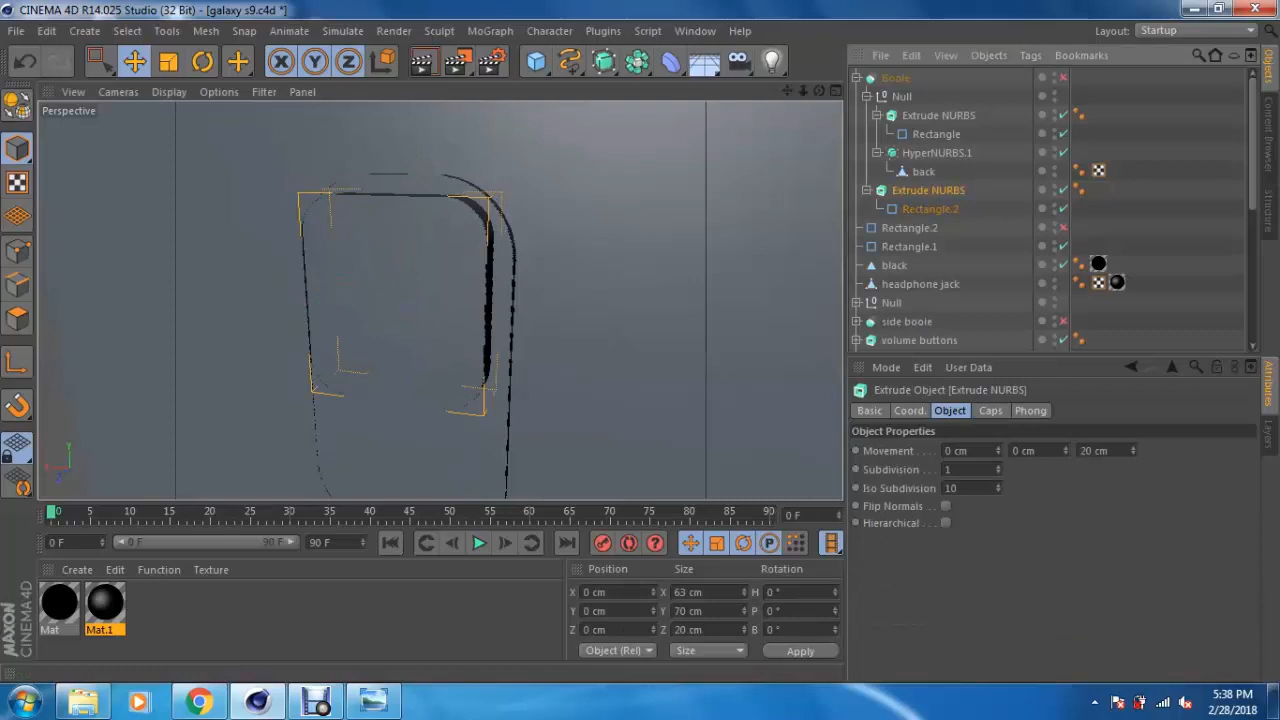 CINEMA 4D R14.025 Studio (32 Bit) - [galaxy s9.c4d *]
File Edit Create Select Tools Mesh Snap Animate Simulate Render Sculpt MoGraph Character Plugins Script Window Help Layout: Startup
File Edit View Objects Tags Bookmarks
View Cameras Display Options Filter Panel
Perspective
Boole
Null
Extrude NURBS
Rectangle
HyperNURBS.1
back
Extrude NURBS
Rectangle.2
Rectangle.2
Rectangle.1
black
headphone jack
Null
side boole
volume buttons
Objects
Content Browser
Structure
Mode Edit User Data
Extrude Object [Extrude NURBS]
Basic Coord. Object Caps Phong
Object Properties
Movement . . . . 0 cm 0 cm 20 cm
Subdivision . . 1
Iso Subdivision 10
Flip Normals .
Hierarchical . .
Attributes
Layers
Y
X
Z
0 5 10 15 20 25 30 35 40 45 50 55 60 65 70 75 80 85 90 0 F
0 F 0 F 90 F 90 F
Create Edit Function Texture
Mat
Mat.1
Position Size Rotation
X 0 cm X 63 cm H 0 °
Y 0 cm Y 70 cm P 0 °
Z 0 cm Z 20 cm B 0 °
Object (Rel) Size Apply
MAXON
CINEMA 4D
5:38 PM
2/28/2018